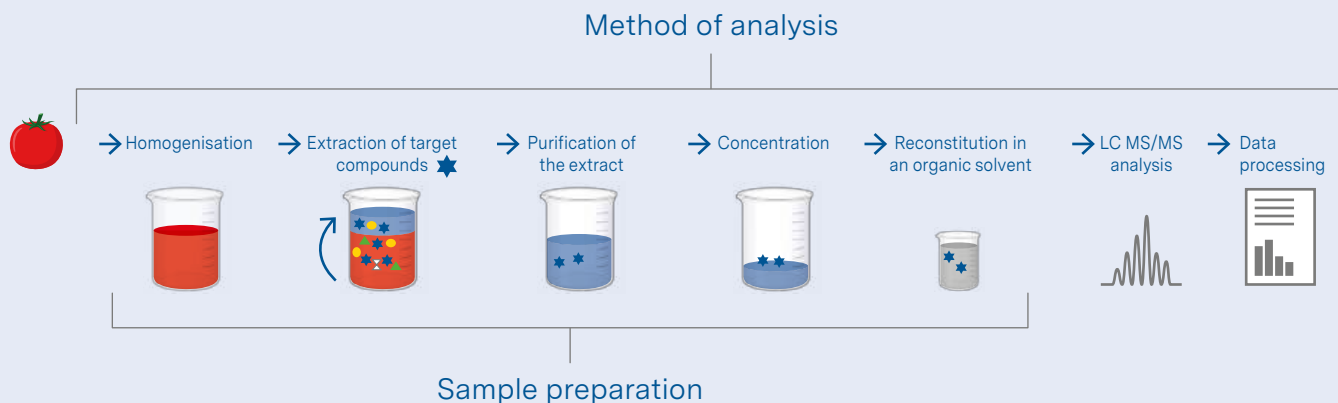 Method of analysis
Homogenisation
Extraction of target
compounds
Purification of
the extract
Concentration
Reconstitution in
an organic solvent
LC MS/MS
analysis
Data
processing
Sample preparation